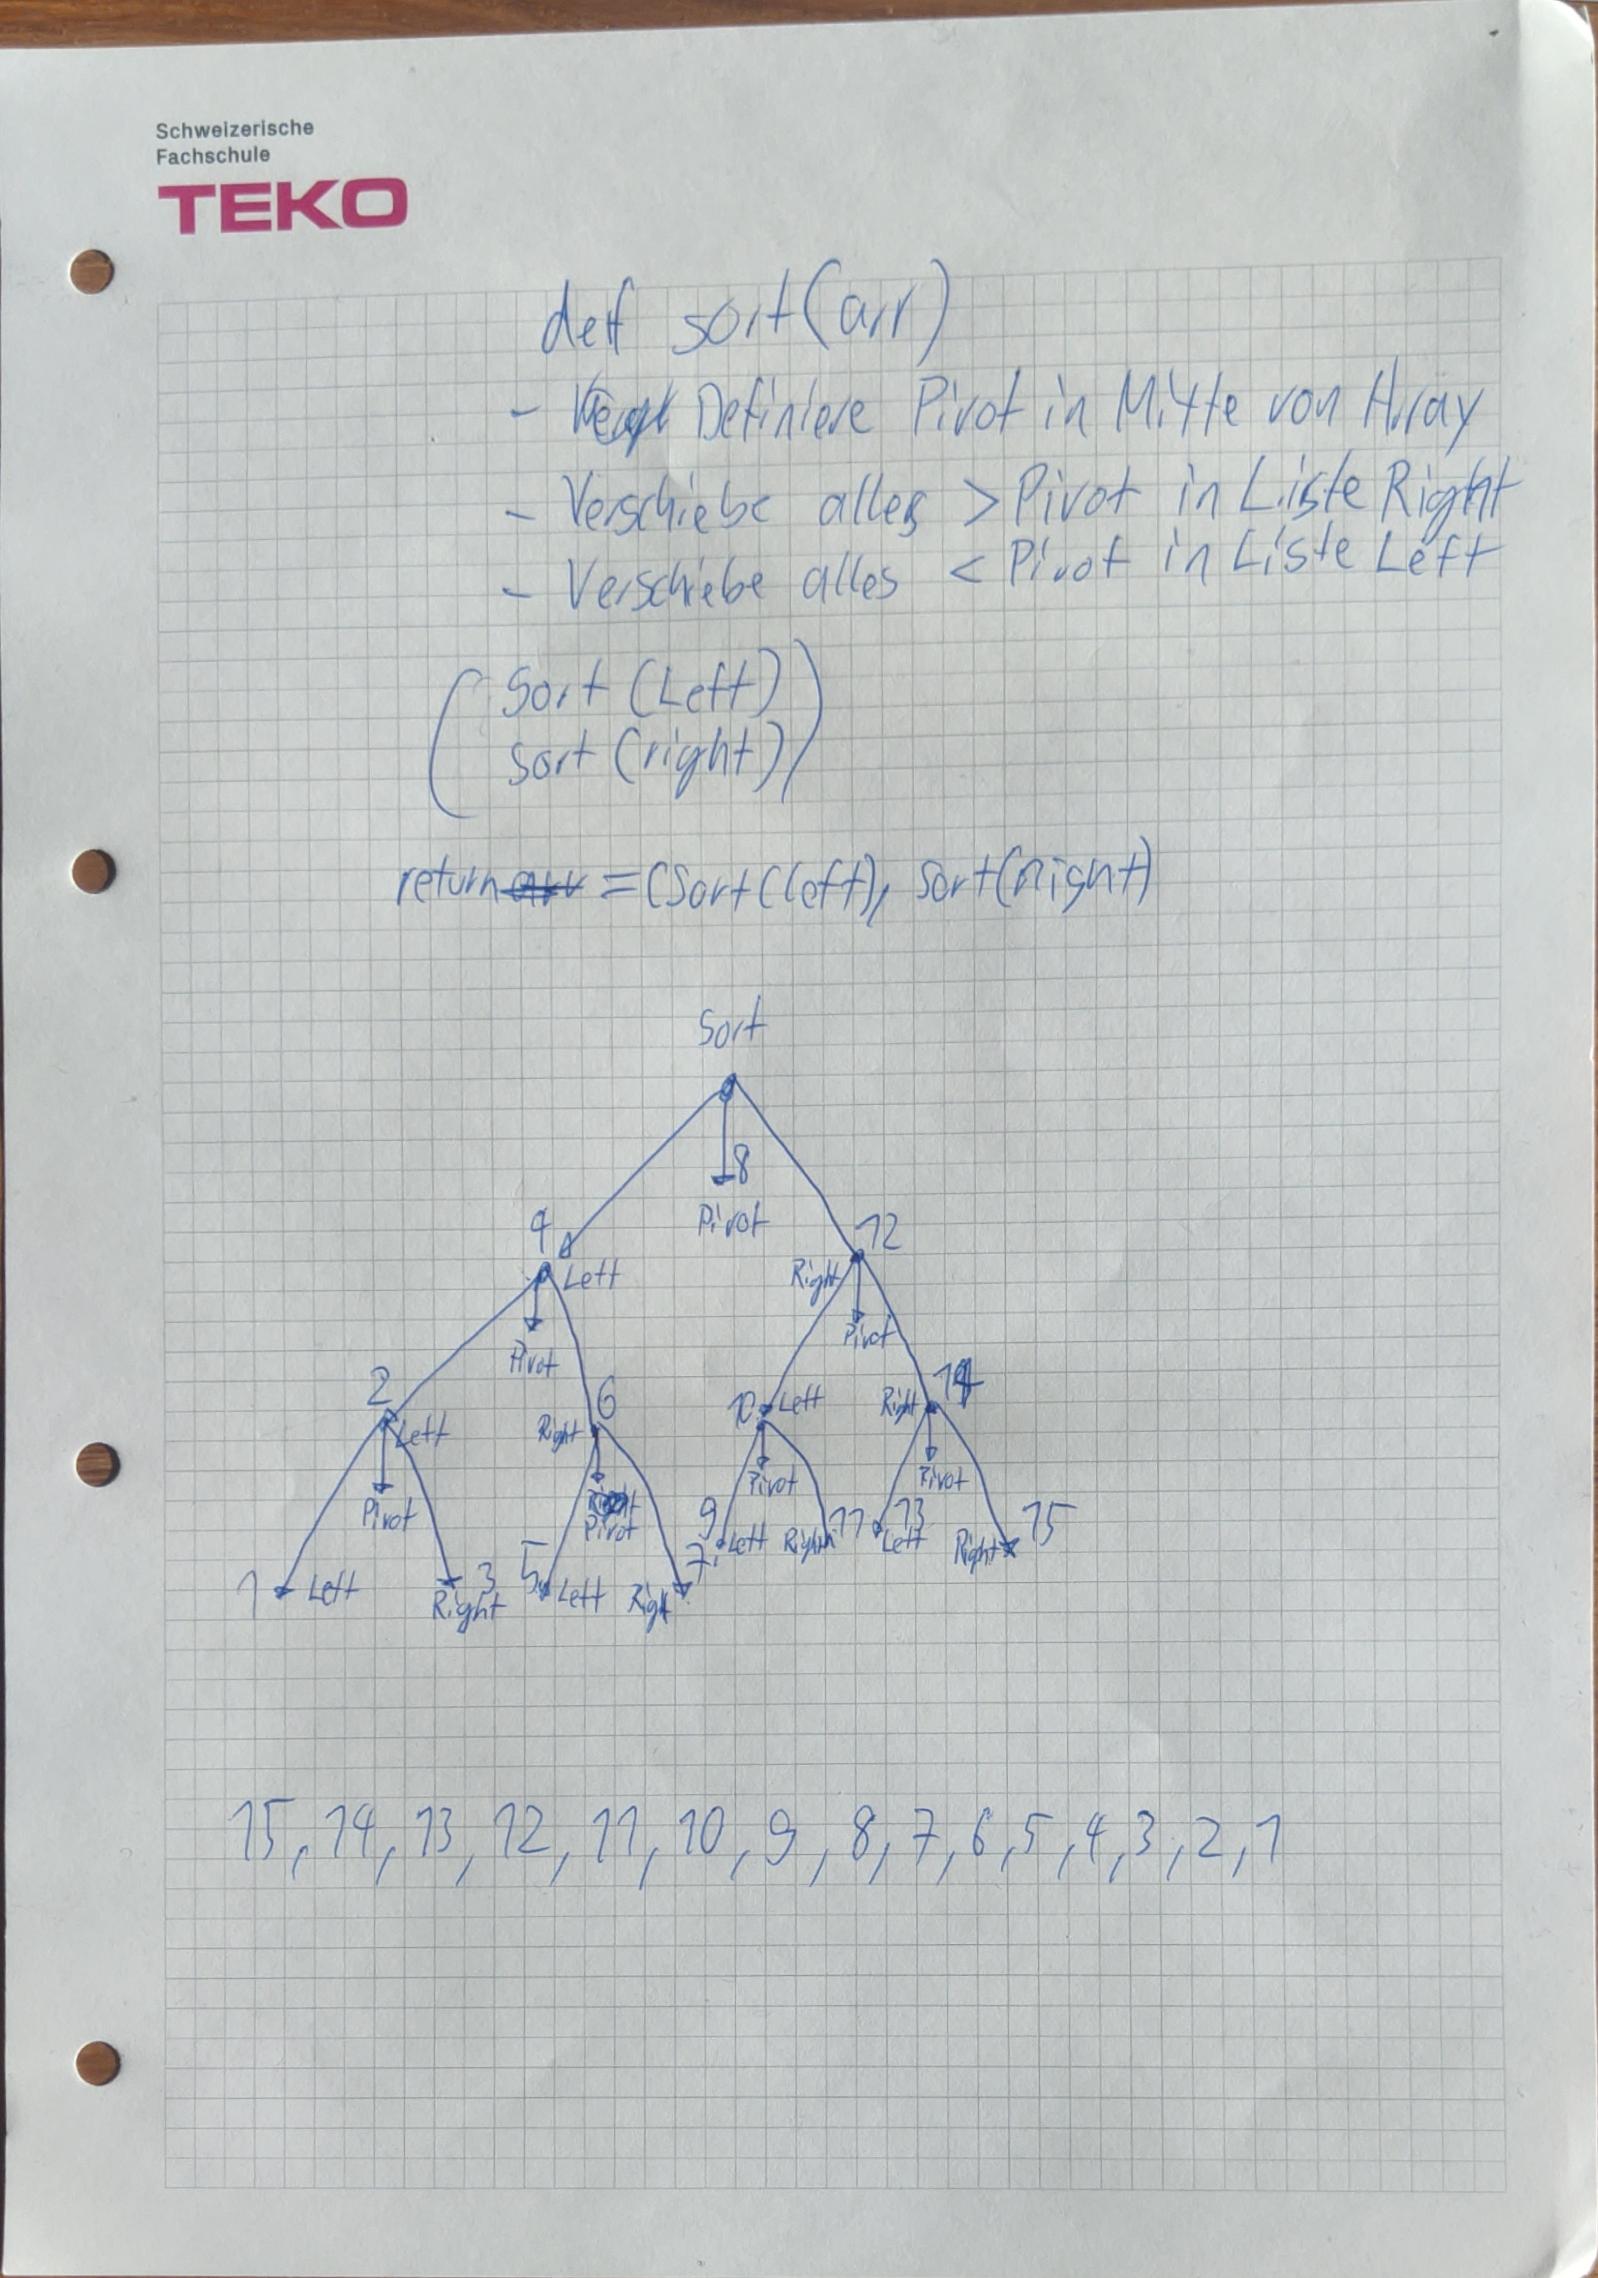 Schweizerische
Fachschule
TEKO
def sort(arr)
- Definiere Pivot in Mitte von Array
- Verschiebe alles > Pivot in Liste Right
- Verschiebe alles < Pivot in Liste Left
( Sort (Left)
sort (right) )
return arr = (Sort(left), Sort(Right)
Sort
8
Pivot
4 12
Left Right
Pivot Pivot
2 6 10 Left Right 14
Left Right Pivot Pivot
Pivot Pivot 9 Left Right 11 13 Left Right 15
1 Left Right 3 5 Left Right 7
15, 14, 13, 12, 11, 10, 9, 8, 7, 6, 5, 4, 3, 2, 1